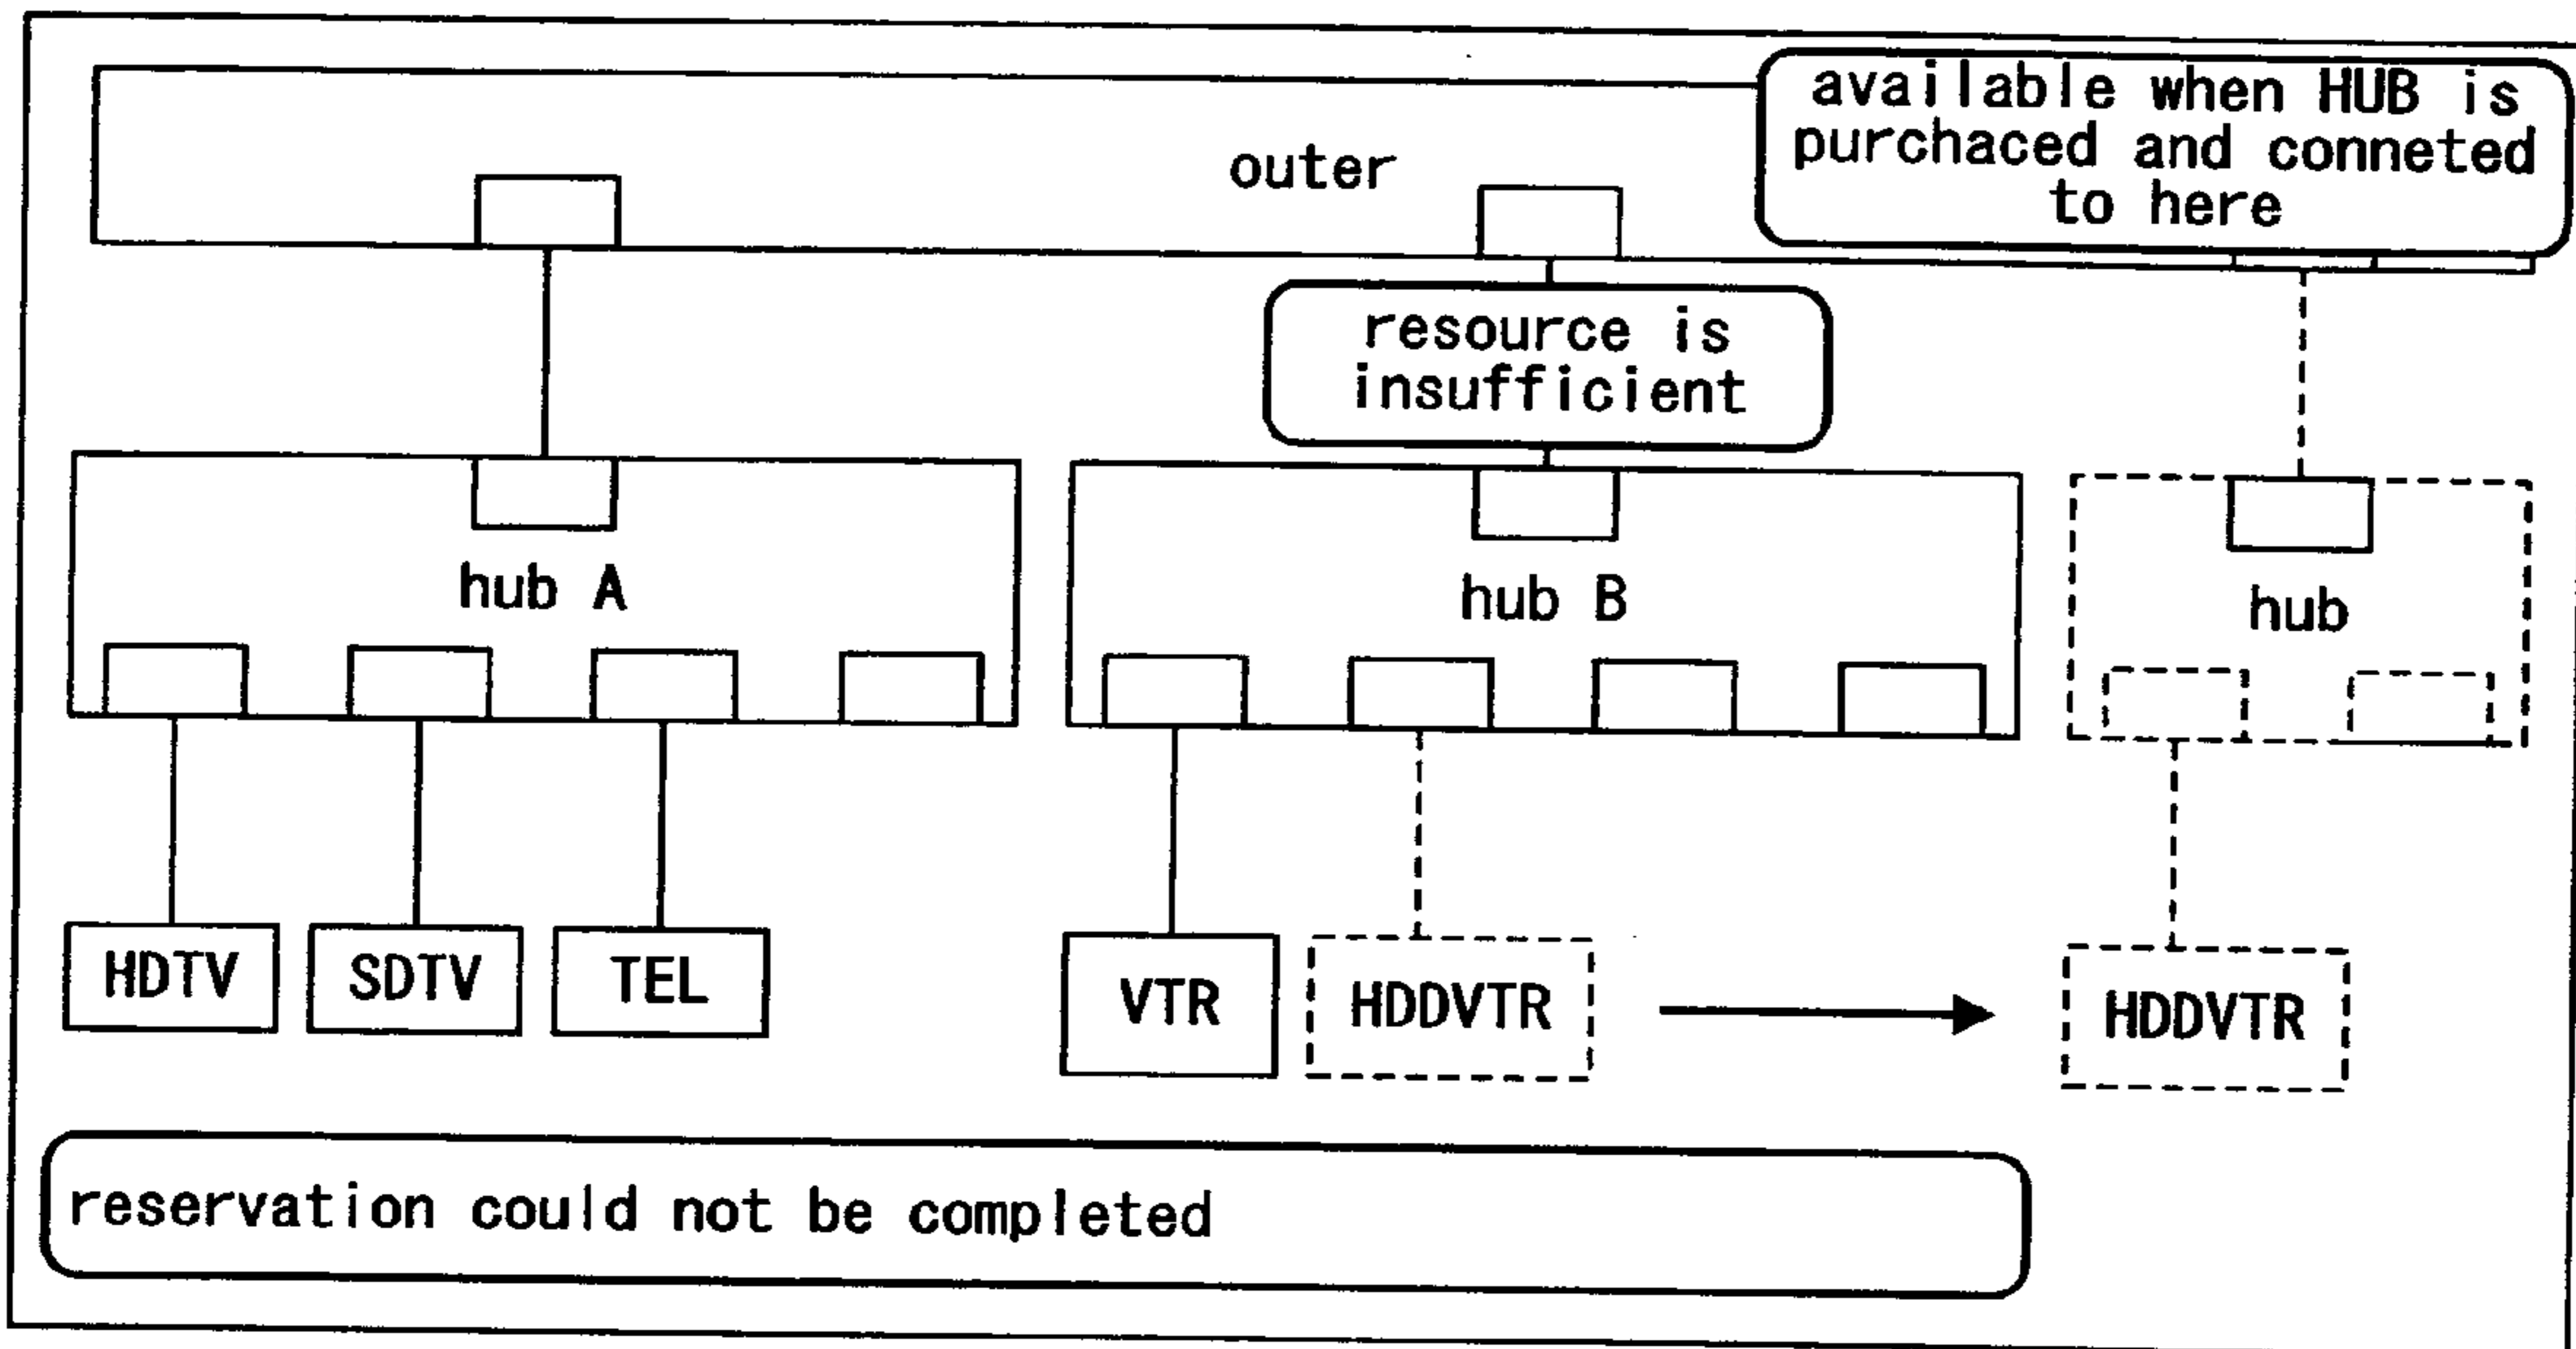 available when HUB is
purchaced and conneted
to here
outer
resource is
insufficient
hub A
hub B
hub
HDTV
SDTV
TEL
VTR
HDDVTR
HDDVTR
reservation could not be completed